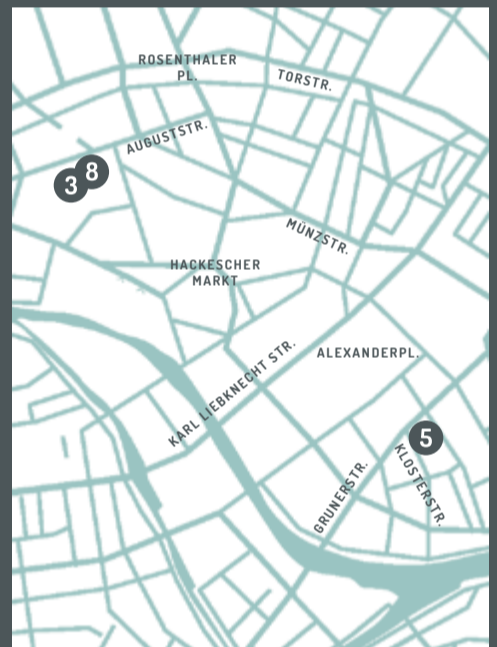 ROSENTHALER
PL.
TORSTR.
AUGUSTSTR.
8
3
MÜNZSTR.
HACKESCHER
MARKT
KARL LIEBKNECHT STR.
ALEXANDERPL.
5
KLOSTERSTR.
GRUNERSTR.